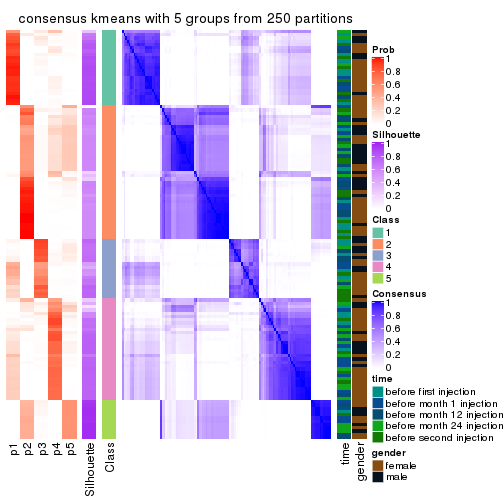 consensus kmeans with 5 groups from 250 partitions
Prob
1
0.8
0.6
0.4
0.2
0
Silhouette
1
0.8
0.6
0.4
0.2
0
Class
1
2
3
4
5
Consensus
1
0.8
0.6
0.4
0.2
0
time
before first injection
before month 1 injection
before month 12 injection
before month 24 injection
before second injection
gender
female
male
p1
p2
p3
p4
p5
Silhouette
Class
time
gender